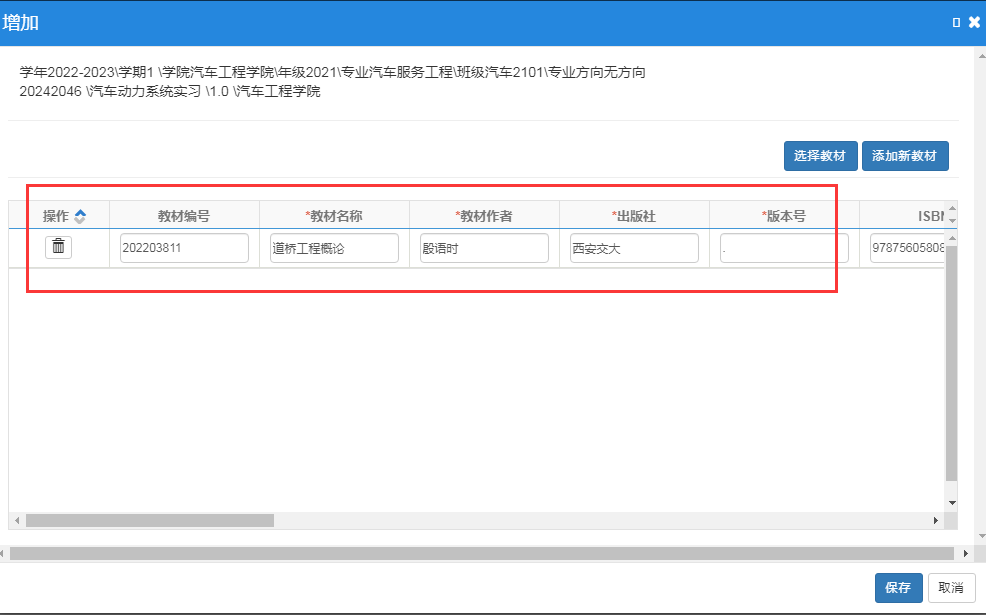 增加
学年2022-2023\学期1 \学院汽车工程学院\年级2021\专业汽车服务工程\班级汽车2101\专业方向无方向
20242046 \汽车动力系统实习 \1.0 \汽车工程学院
选择教材 添加新教材
操作 教材编号 *教材名称 *教材作者 *出版社 *版本号 ISBN
202203811 道桥工程概论 殷语时 西安交大 . 97875605808
保存 取消